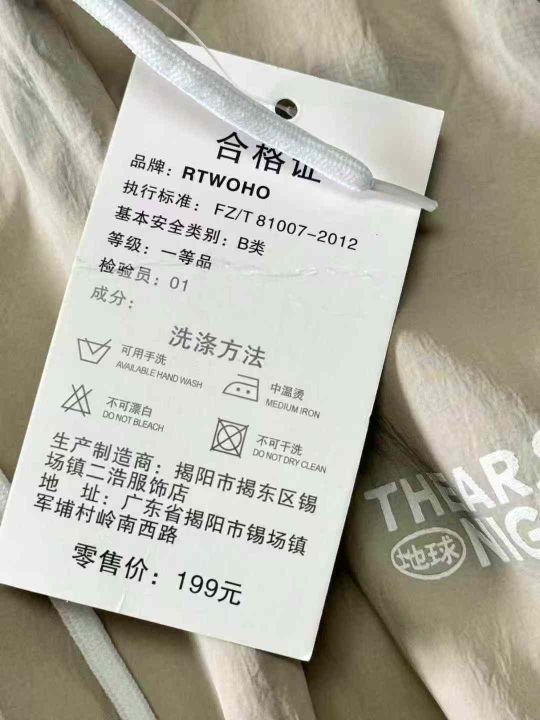 合格证
品牌：RTWOHO
执行标准：FZ/T 81007-2012
基本安全类别：B类
等级：一等品
检验员：01
成分：
洗涤方法
可用手洗
AVAILABLE HAND WASH
中温烫
MEDIUM IRON
不可漂白
DO NOT BLEACH
不可干洗
DO NOT DRY CLEAN
生产制造商：揭阳市揭东区锡
场镇二浩服饰店
地 址：广东省揭阳市锡场镇
军埔村岭南西路
零售价：199元
THEAR.S
地球
NIG